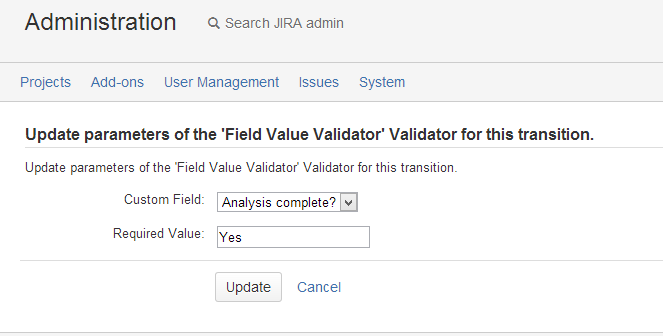 Administration Search JIRA admin
Projects Add-ons User Management Issues System
Update parameters of the 'Field Value Validator' Validator for this transition.
Update parameters of the 'Field Value Validator' Validator for this transition.
Custom Field: Analysis complete?
Required Value: Yes
Update Cancel